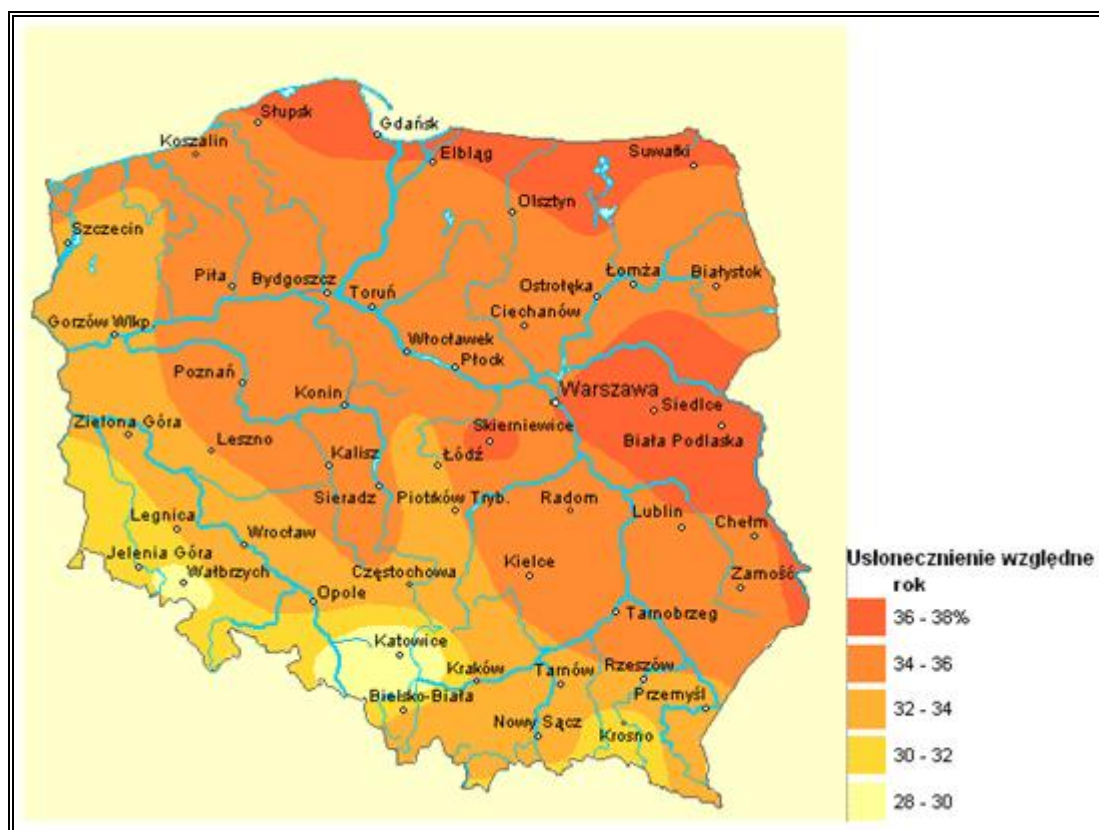 Słupsk
Gdańsk
Koszalin
Elbląg
Suwałki
Olsztyn
Szczecin
Piła
Bydgoszcz
Toruń
Ostrołęka
Łomża
Białystok
Ciechanów
Gorzów Wlkp.
Włocławek
Płock
Poznań
Konin
Warszawa
Siedlce
Zielona Góra
Leszno
Skierniewice
Biała Podlaska
Kalisz
Łódź
Sieradz
Piotrków Tryb.
Radom
Lublin
Chełm
Legnica
Wrocław
Jelenia Góra
Wałbrzych
Częstochowa
Kielce
Zamość
Opole
Tarnobrzeg
Katowice
Kraków
Tarnów
Rzeszów
Przemyśl
Bielsko-Biała
Nowy Sącz
Krosno
Usłonecznienie względne
rok
36 - 38%
34 - 36
32 - 34
30 - 32
28 - 30